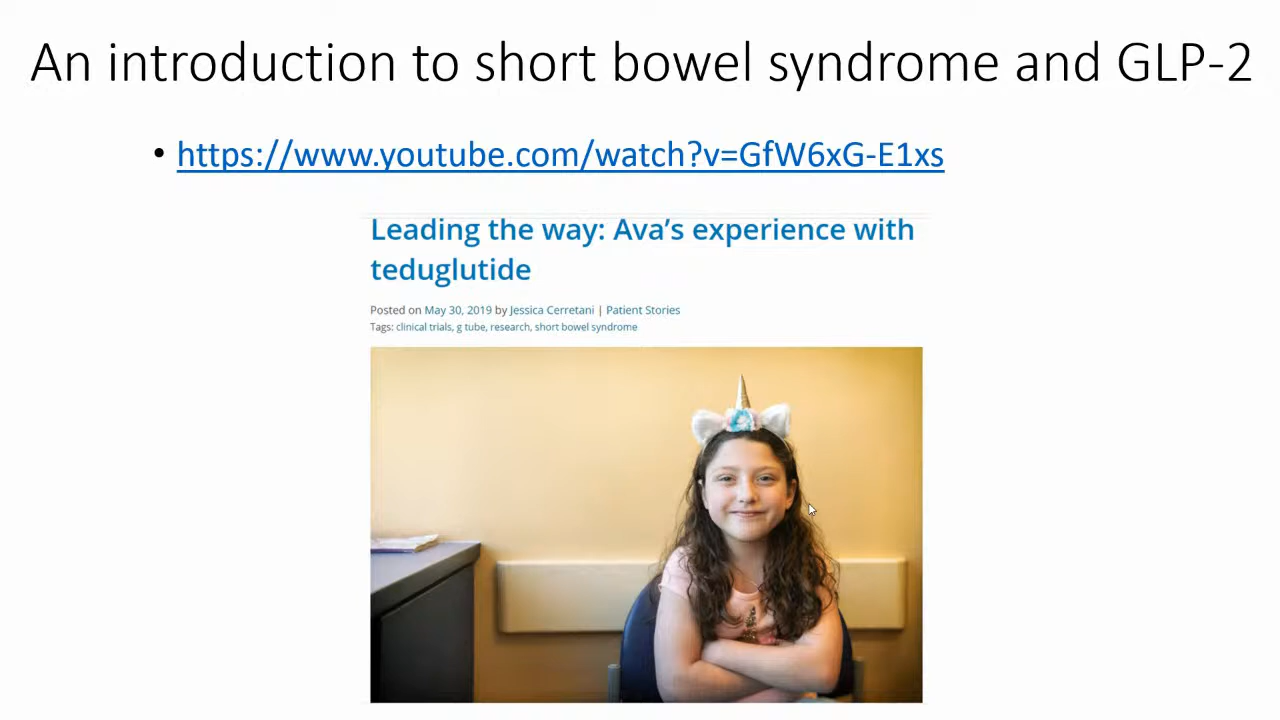 An introduction to short bowel syndrome and GLP-2
• https://www.youtube.com/watch?v=GfW6xG-E1xs
Leading the way: Ava’s experience with
teduglutide
Posted on May 30, 2019 by Jessica Cerretani | Patient Stories
Tags: clinical trials, g tube, research, short bowel syndrome